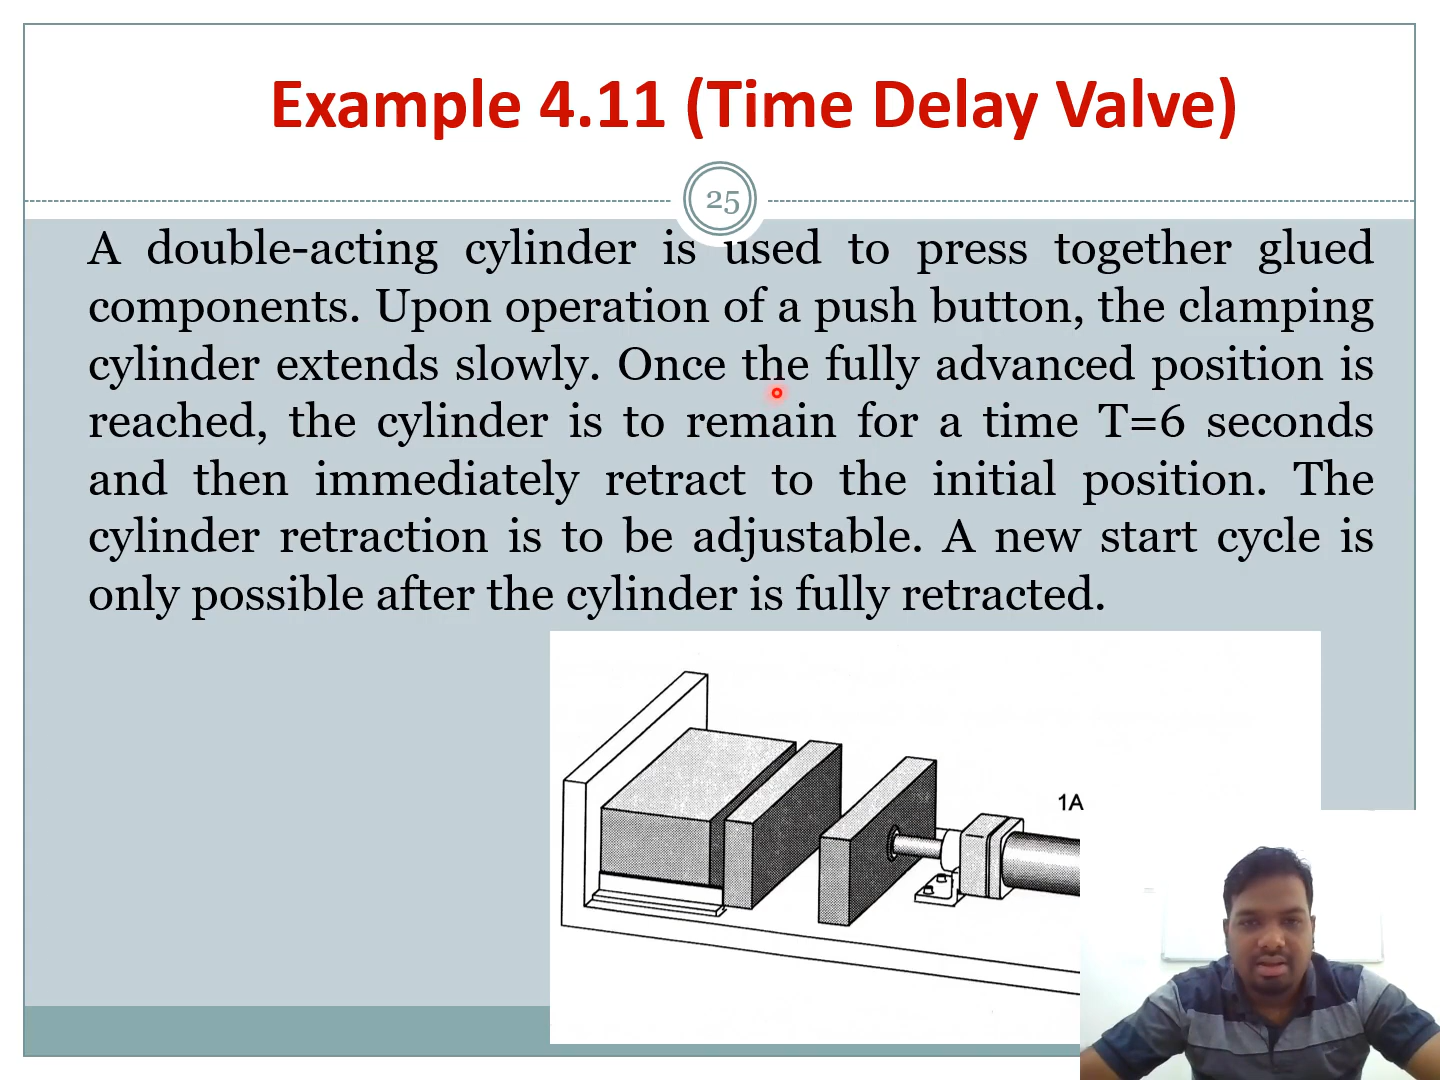 Example 4.11 (Time Delay Valve)
25
A double-acting cylinder is used to press together glued
components. Upon operation of a push button, the clamping
cylinder extends slowly. Once the fully advanced position is
reached, the cylinder is to remain for a time T=6 seconds
and then immediately retract to the initial position. The
cylinder retraction is to be adjustable. A new start cycle is
only possible after the cylinder is fully retracted.
1A